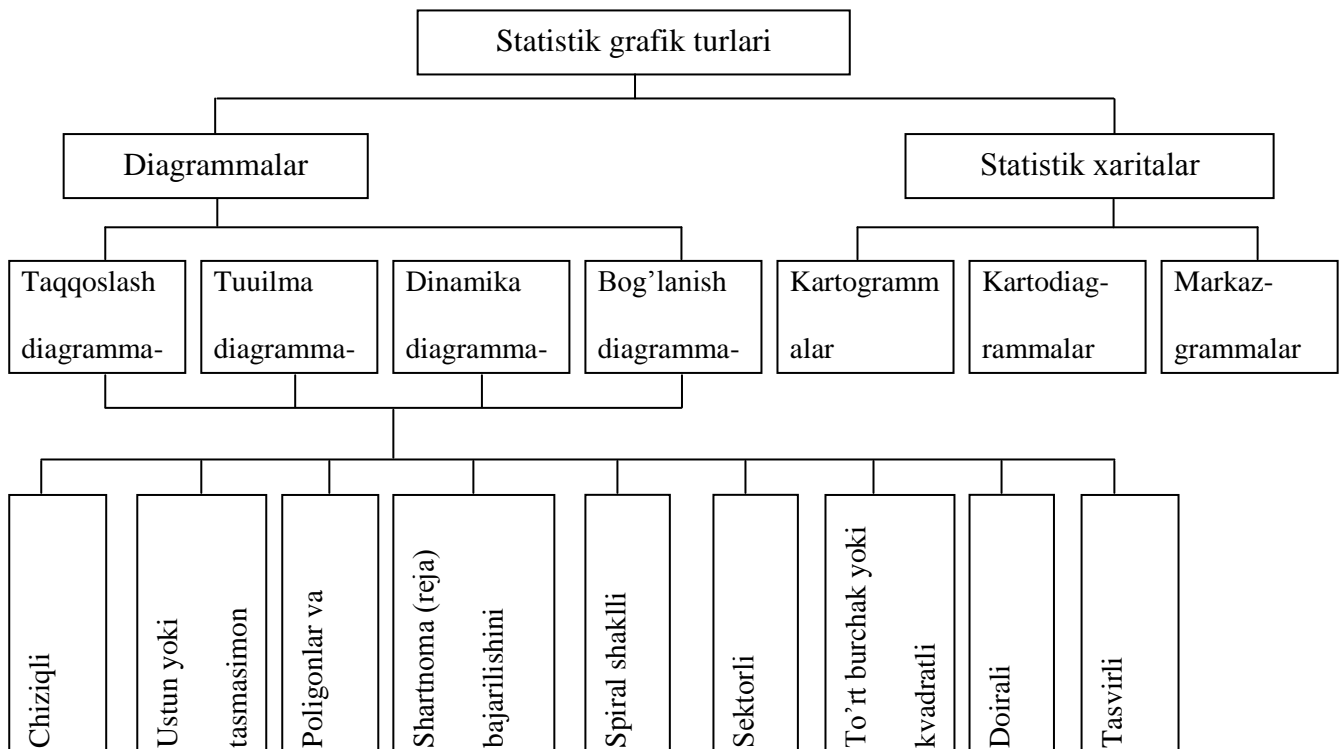 Statistik grafik turlari
Diagrammalar
Statistik xaritalar
Taqqoslash
diagramma-
Tuuilma
diagramma-
Dinamika
diagramma-
Bog’lanish
diagramma-
Kartogramm
alar
Kartodiag-
rammalar
Markaz-
grammalar
Chiziqli
Ustun yoki
tasmasimon
Poligonlar va
Shartnoma (reja)
bajarilishini
Spiral shaklli
Sektorli
To’rt burchak yoki
kvadratli
Doirali
Tasvirli